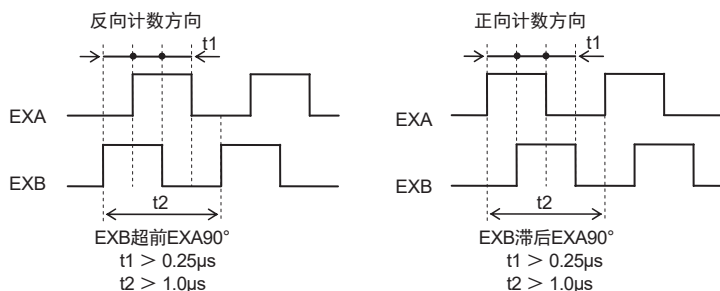 反向计数方向
t1
EXA
EXB
t2
EXB超前EXA90°
t1 > 0.25μs
t2 > 1.0μs
正向计数方向
t1
EXA
EXB
t2
EXB滞后EXA90°
t1 > 0.25μs
t2 > 1.0μs